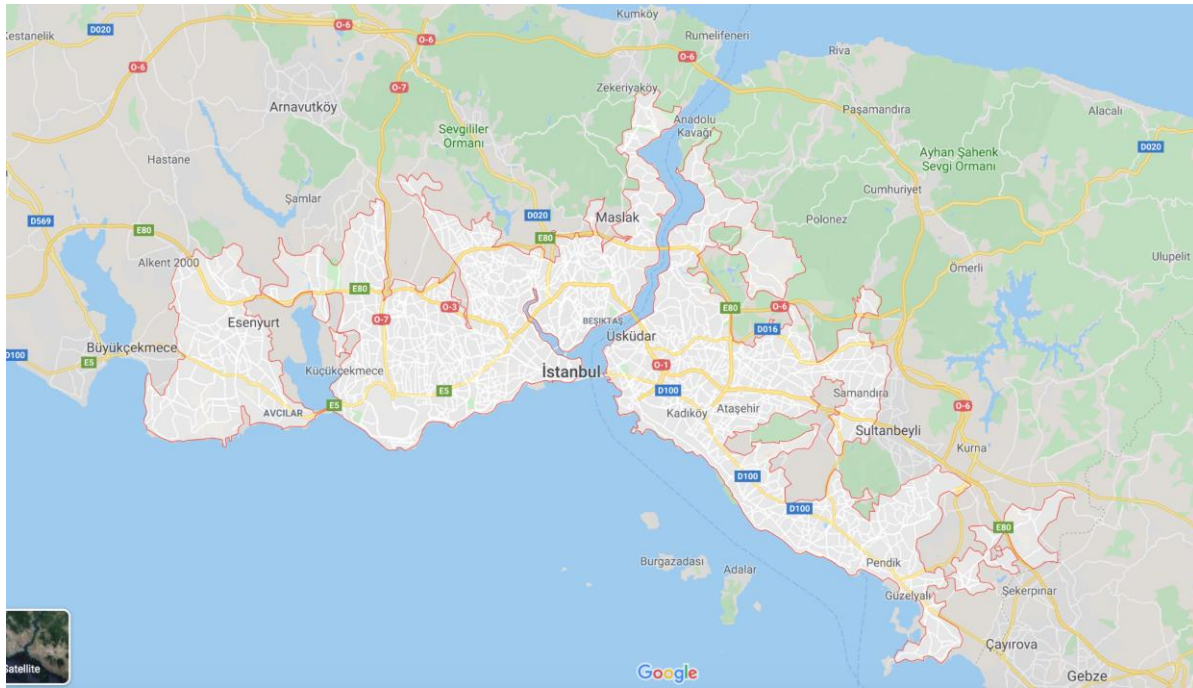 Kumköy
Kestanelik
D020
O-6
O-6
Rumelifeneri
O-6
Riva
O-6
O-7
Zekeriyaköy
Arnavutköy
Paşamandıra
Alacalı
Anadolu
Kavağı
Sevgililer
Ormanı
D020
Hastane
Ayhan Şahenk
Sevgi Ormanı
Cumhuriyet
Şamlar
D569
D020
Maslak
Polonez
E80
E80
Ulupelit
Alkent 2000
Ömerli
E80
O-3
E80
O-6
Esenyurt
O-7
BEŞIKTAŞ
D016
Üsküdar
Büyükçekmece
D100
E5
Küçükçekmece
İstanbul
O-1
E5
D100
Samandıra
AVCILAR
E5
Kadıköy
Ataşehir
O-6
Sultanbeyli
Kurna
D100
D100
E80
Burgazadası
Adalar
Pendik
Güzelyalı
Şekerpınar
Satellite
Çayırova
Google
Gebze